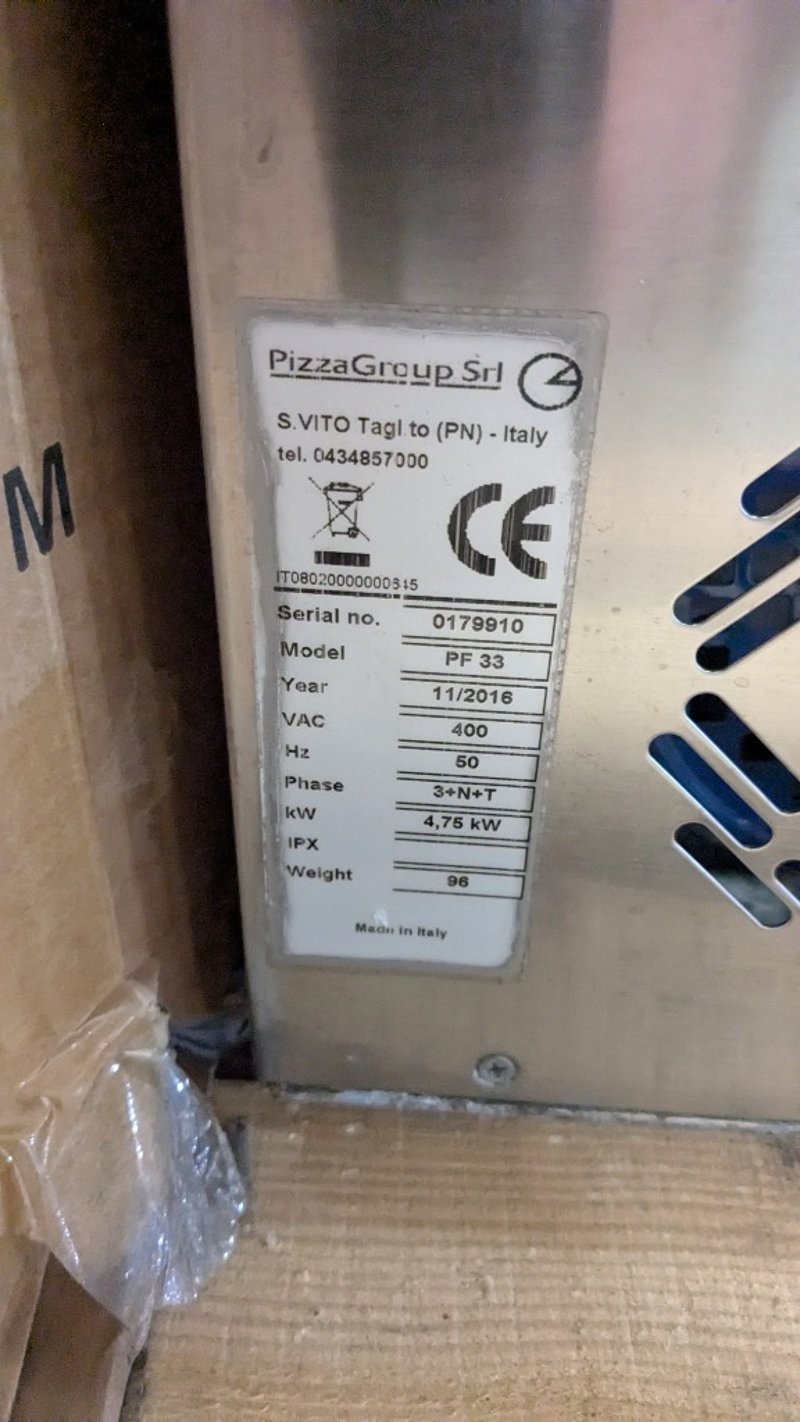 PizzaGroup Srl
S.VITO Tagl.to (PN) - Italy
tel. 0434857000
CE
IT08020000000615
Serial no. 0179910
Model PF 33
Year 11/2016
VAC 400
Hz 50
Phase 3+N+T
kW 4,75 kW
IPX
Weight 96
Made in Italy
M